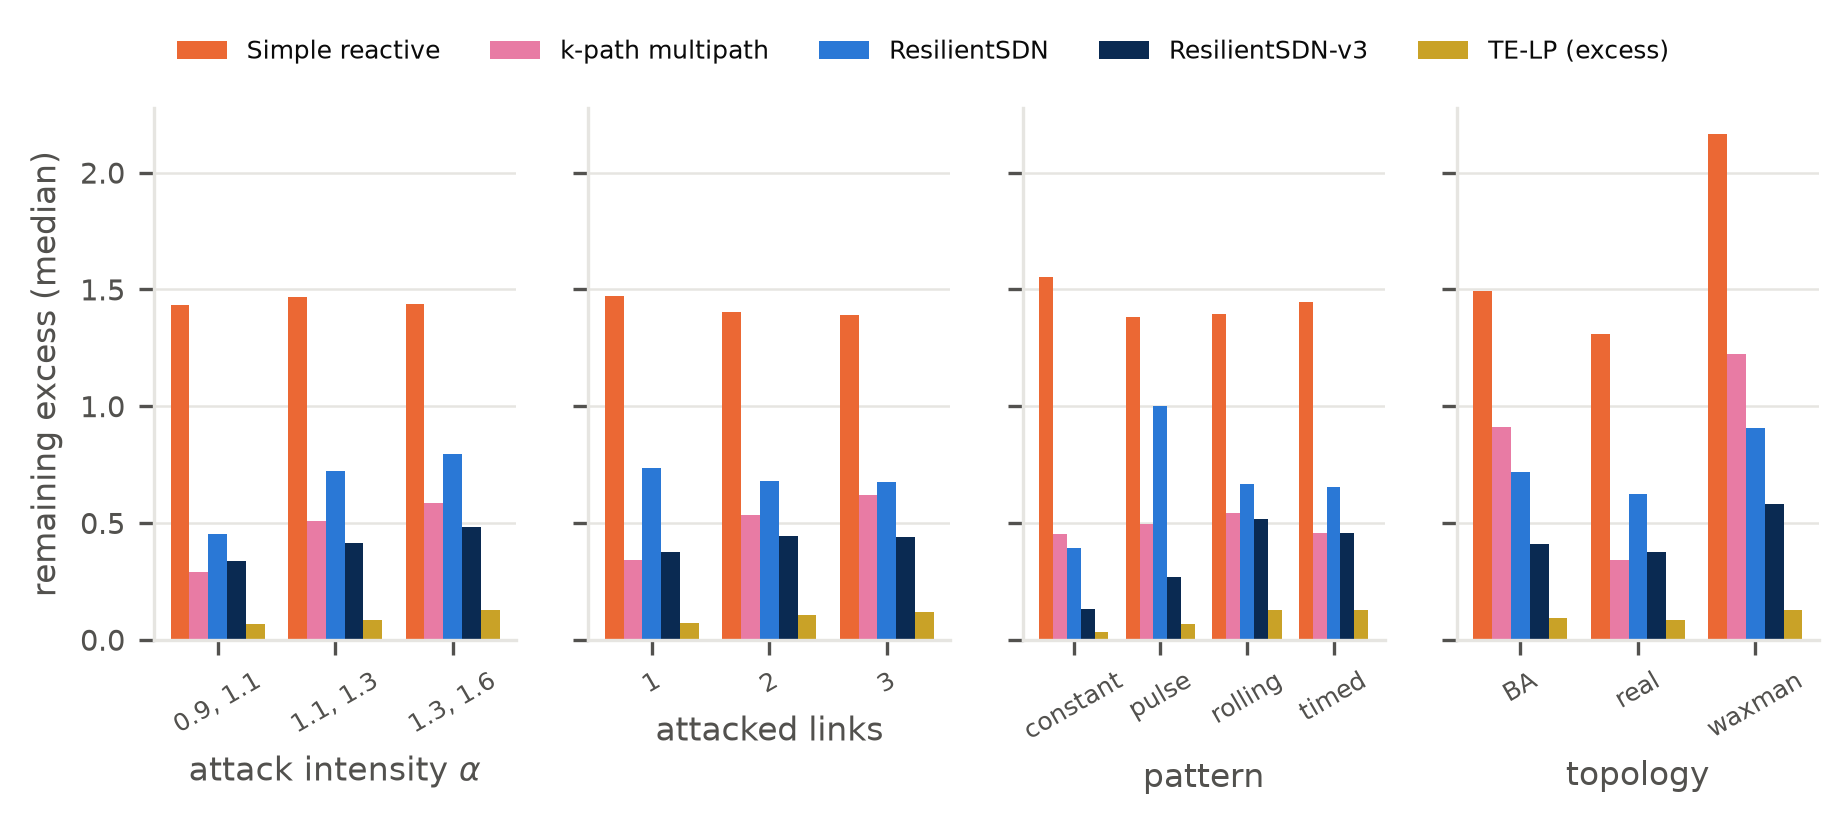 Simple reactive k-path multipath ResilientSDN ResilientSDN-v3 TE-LP (excess)
remaining excess (median)
2.0
1.5
1.0
0.5
0.0
0.9, 1.1 1.1, 1.3 1.3, 1.6
attack intensity α
1 2 3
attacked links
constant pulse rolling timed
pattern
BA real waxman
topology